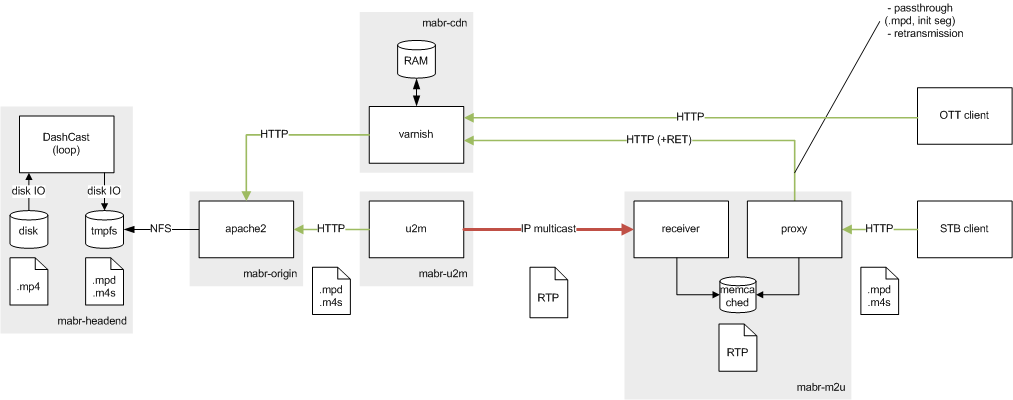 - passthrough
(.mpd, init seg)
- retransmission
mabr-cdn
RAM
varnish
HTTP
HTTP
HTTP (+RET)
OTT client
DashCast
(loop)
disk IO
disk IO
disk
tmpfs
.mp4
.mpd
.m4s
mabr-headend
NFS
apache2
mabr-origin
HTTP
.mpd
.m4s
u2m
mabr-u2m
IP multicast
RTP
receiver
proxy
memca
ched
RTP
mabr-m2u
HTTP
.mpd
.m4s
STB client